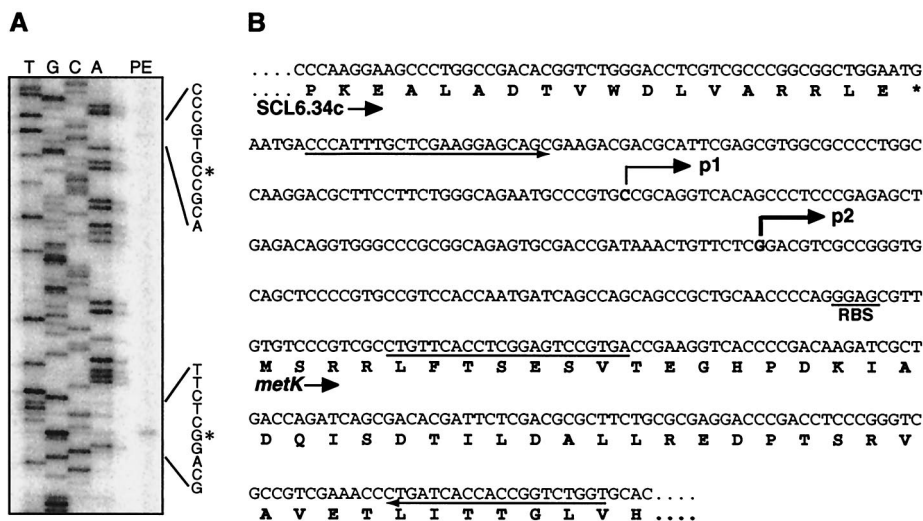 A
T G C A PE
C
C
C
G
T
G
C*
C
G
C
A
T
T
C
T
C
G
G*
A
C
G
B
....CCCAAGGAAGCCCTGGCCGACACGGTCTGGGACCTCGTCGCCCGGCGGCTGGAATG
.... P K E A L A D T V W D L V A R R L E *
SCL6.34c
AATGACCCATTTGCTCGAAGGAGCAGCGAAGACGACGCATTCGAGCGTGGCGCCCCTGGC
p1
CAAGGACGCTTCCTTCTGGGCAGAATGCCCGTGCCGCAGGTCACAGCCCTCCCGAGAGCT
p2
GAGACAGGTGGGCCCGCGGCAGAGTGCGACCGATAAACTGTTCTCGGACGTCGCCGGGTG
CAGCTCCCCGTGCCGTCCACCAATGATCAGCCAGCAGCCGCTGCAACCCCAGGGAGCGTT
RBS
GTGTCCCGTCGCCTGTTCACCTCGGAGTCCGTGACCGAAGGTCACCCCGACAAGATCGCT
M S R R L F T S E S V T E G H P D K I A
metK
GACCAGATCAGCGACACGATTCTCGACGCGCTTCTGCGCGAGGACCCGACCTCCCGGGTC
D Q I S D T I L D A L L R E D P T S R V
GCCGTCGAAACCCTGATCACCACCGGTCTGGTGCAC....
A V E T L I T T G L V H ....